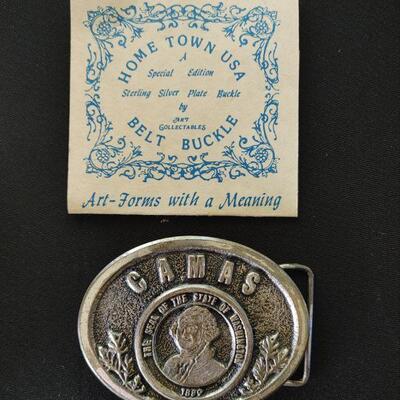 HOME TOWN USA
A
Special Edition
Sterling Silver Plate Buckle
by
ART
COLLECTABLES
BELT BUCKLE
Art-Forms with a Meaning
CAMAS
THE SEAL OF THE STATE OF WASHINGTON
1889